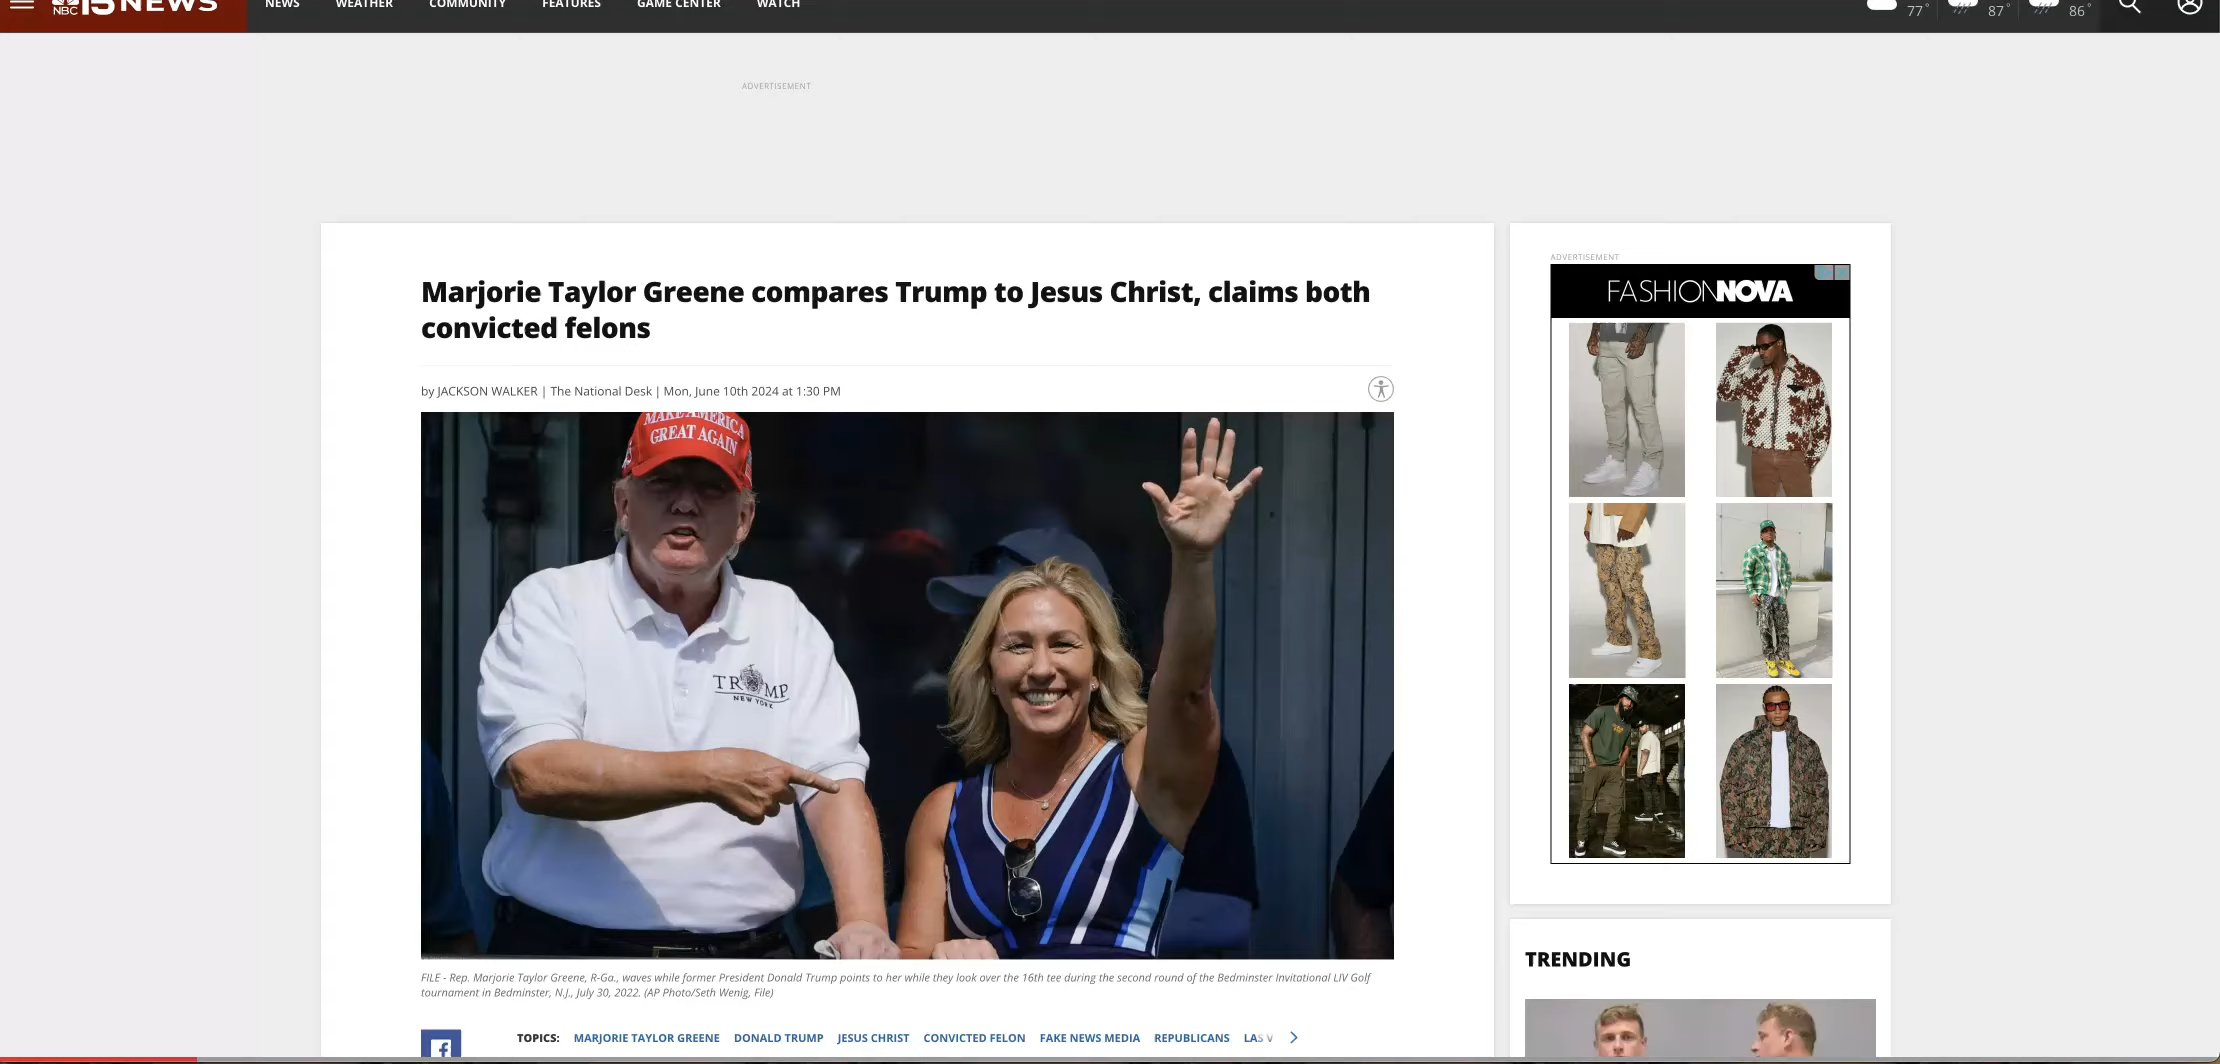 NBC 15 NEWS
NEWS WEATHER COMMUNITY FEATURES GAME CENTER WATCH
77° 87° 86°
ADVERTISEMENT
Marjorie Taylor Greene compares Trump to Jesus Christ, claims both
convicted felons
by JACKSON WALKER | The National Desk | Mon, June 10th 2024 at 1:30 PM
MAKE AMERICA
GREAT AGAIN
TRUMP
NEW YORK
FILE - Rep. Marjorie Taylor Greene, R-Ga., waves while former President Donald Trump points to her while they look over the 16th tee during the second round of the Bedminster Invitational LIV Golf
tournament in Bedminster, N.J., July 30, 2022. (AP Photo/Seth Wenig, File)
TOPICS: MARJORIE TAYLOR GREENE DONALD TRUMP JESUS CHRIST CONVICTED FELON FAKE NEWS MEDIA REPUBLICANS
ADVERTISEMENT
FASHIONNOVA
TRENDING